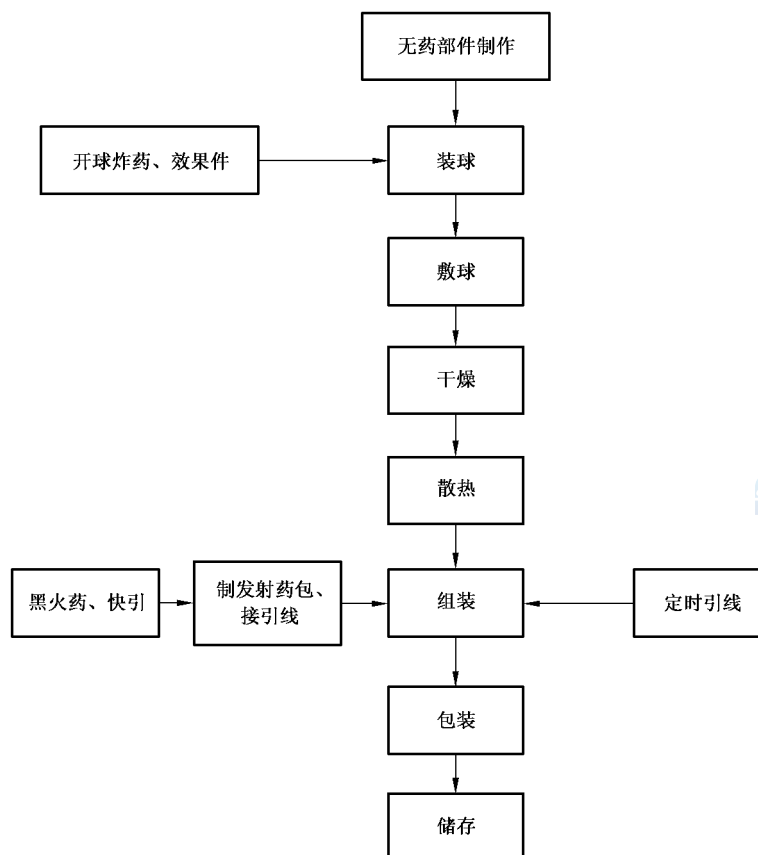 无药部件制作
开球炸药、效果件
装球
敷球
干燥
散热
黑火药、快引
制发射药包、
接引线
组装
定时引线
包装
储存